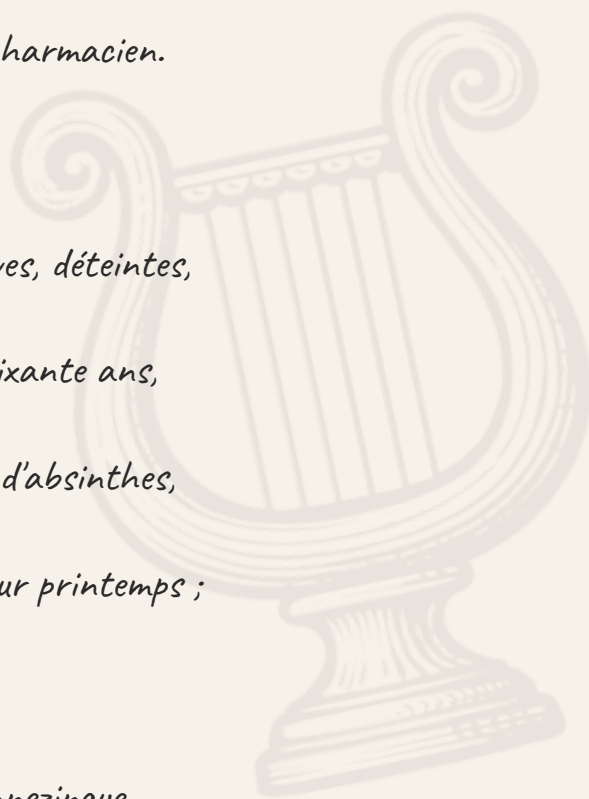 harmacien.
ves, déteintes,
ixante ans,
d'absinthes,
ur printemps ;